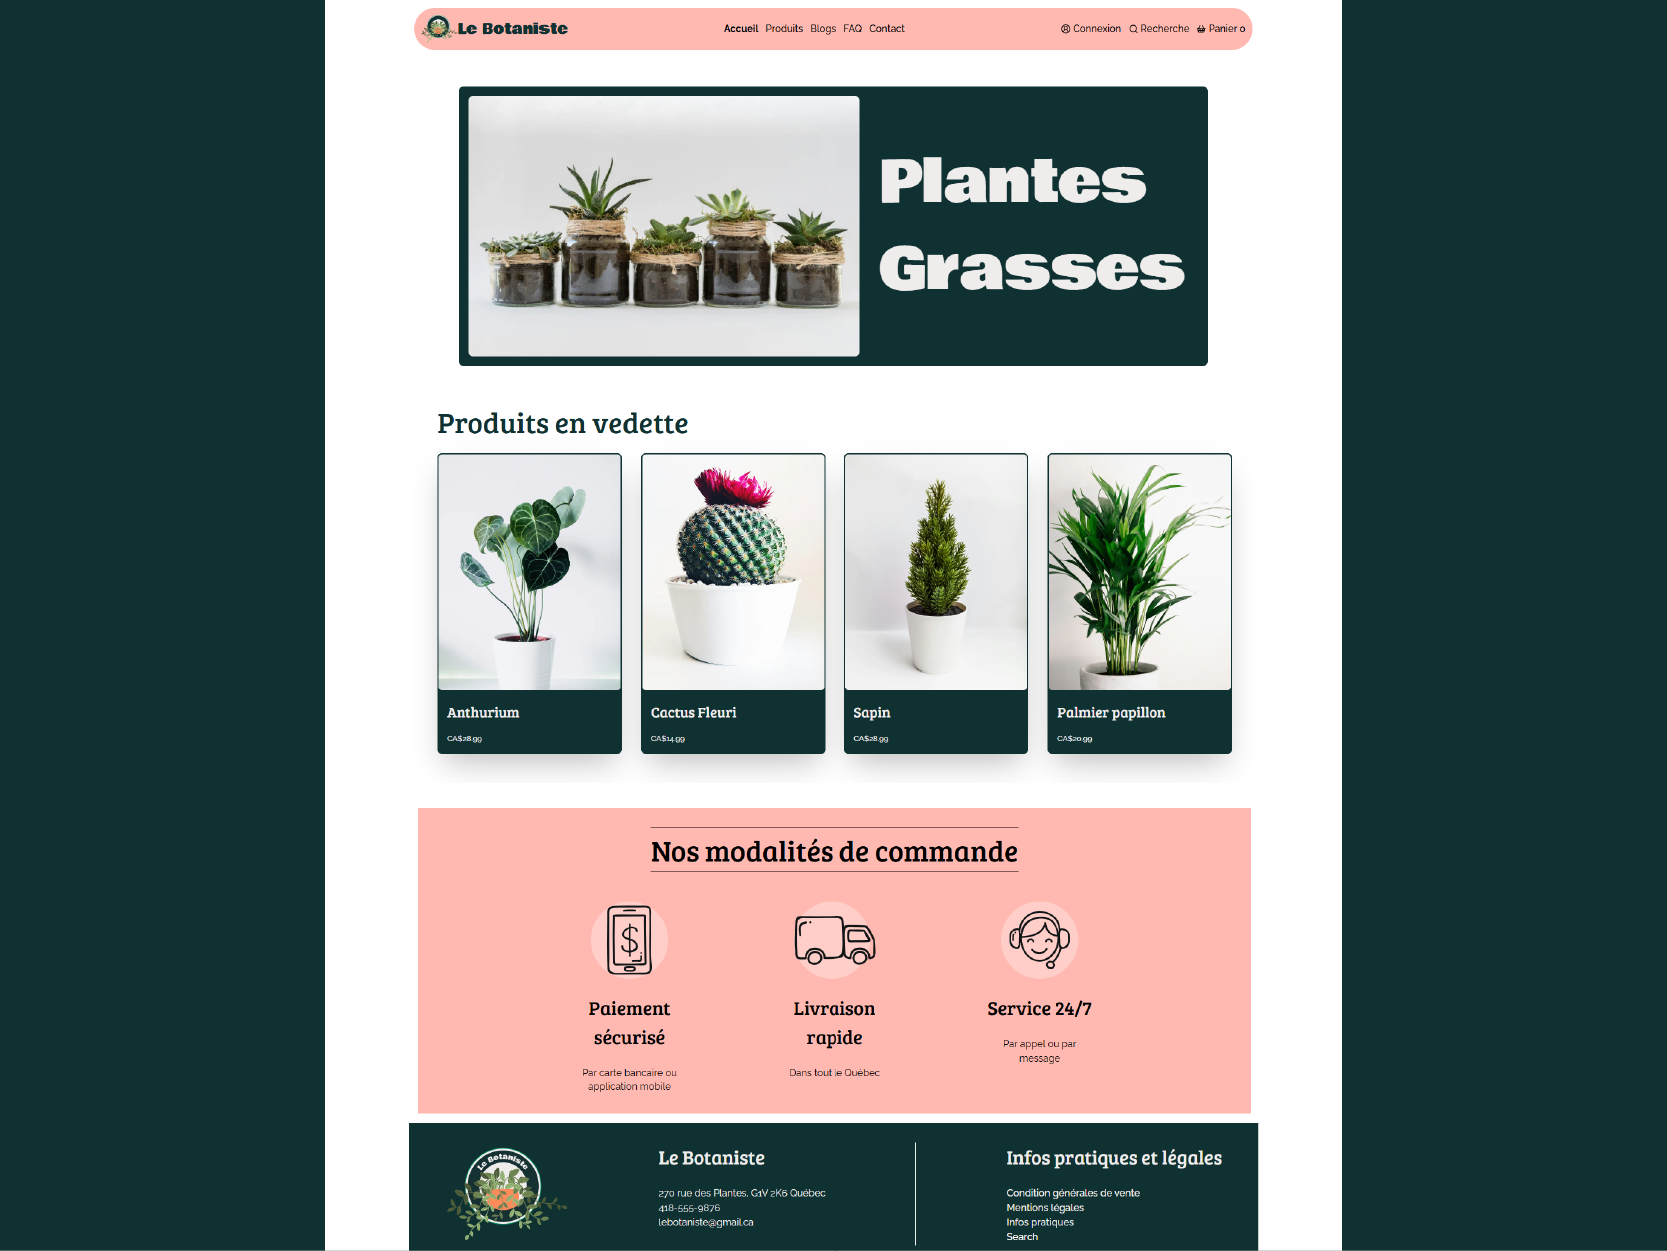 Le Botaniste
Accueil Produits Blogs FAQ Contact
Connexion Recherche Panier 0
Plantes
Grasses
Produits en vedette
Anthurium
CA$28.99
Cactus Fleuri
CA$14.99
Sapin
CA$28.99
Palmier papillon
CA$20.99
Nos modalités de commande
Paiement
sécurisé
Par carte bancaire ou
application mobile
Livraison
rapide
Dans tout le Québec
Service 24/7
Par appel ou par
message
Le Botaniste
Le Botaniste
270 rue des Plantes, G1V 2K6 Québec
418-555-9876
lebotaniste@gmail.ca
Infos pratiques et légales
Condition générales de vente
Mentions légales
Infos pratiques
Search